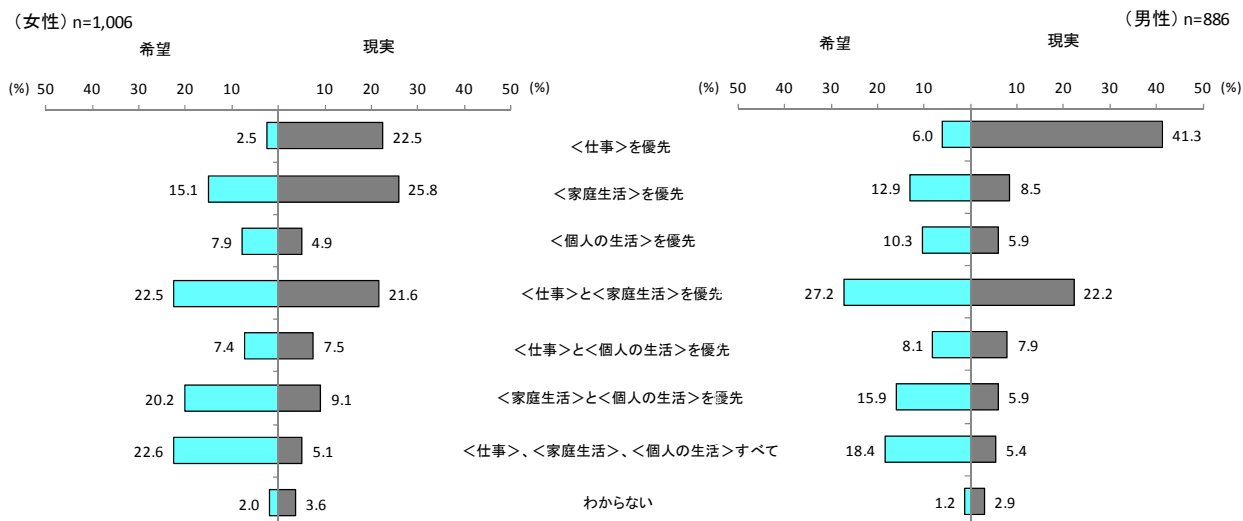 (女性) n=1,006
(男性) n=886
希望 現実 希望 現実
(%) 50 40 30 20 10 10 20 30 40 50 (%) (%) 50 40 30 20 10 10 20 30 40 50 (%)
2.5 22.5 <仕事>を優先 6.0 41.3
15.1 25.8 <家庭生活>を優先 12.9 8.5
7.9 4.9 <個人の生活>を優先 10.3 5.9
22.5 21.6 <仕事>と<家庭生活>を優先 27.2 22.2
7.4 7.5 <仕事>と<個人の生活>を優先 8.1 7.9
20.2 9.1 <家庭生活>と<個人の生活>を優先 15.9 5.9
22.6 5.1 <仕事>、<家庭生活>、<個人の生活>すべて 18.4 5.4
2.0 3.6 わからない 1.2 2.9